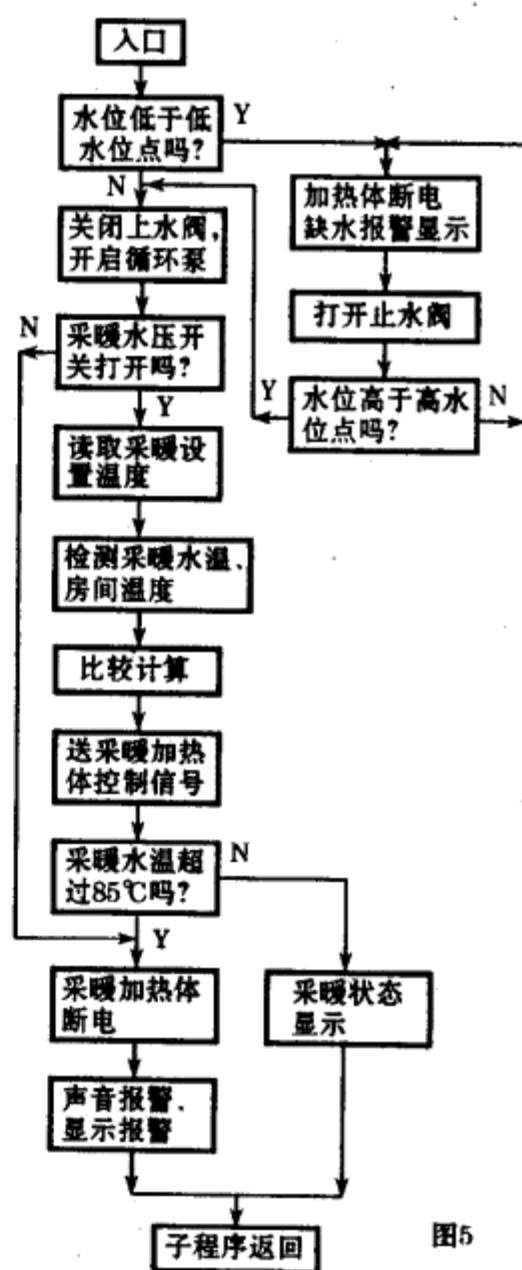 入口
水位低于低
水位点吗?
Y
N
加热体断电
缺水报警显示
关闭上水阀,
开启循环泵
打开止水阀
N
采暖水压开
关打开吗?
Y
Y
水位高于高水
位点吗?
N
读取采暖设
置温度
检测采暖水温、
房间温度
比较计算
送采暖加热
体控制信号
采暖水温超
过85℃吗?
N
Y
采暖加热体
断电
采暖状态
显示
声音报警、
显示报警
子程序返回
图5